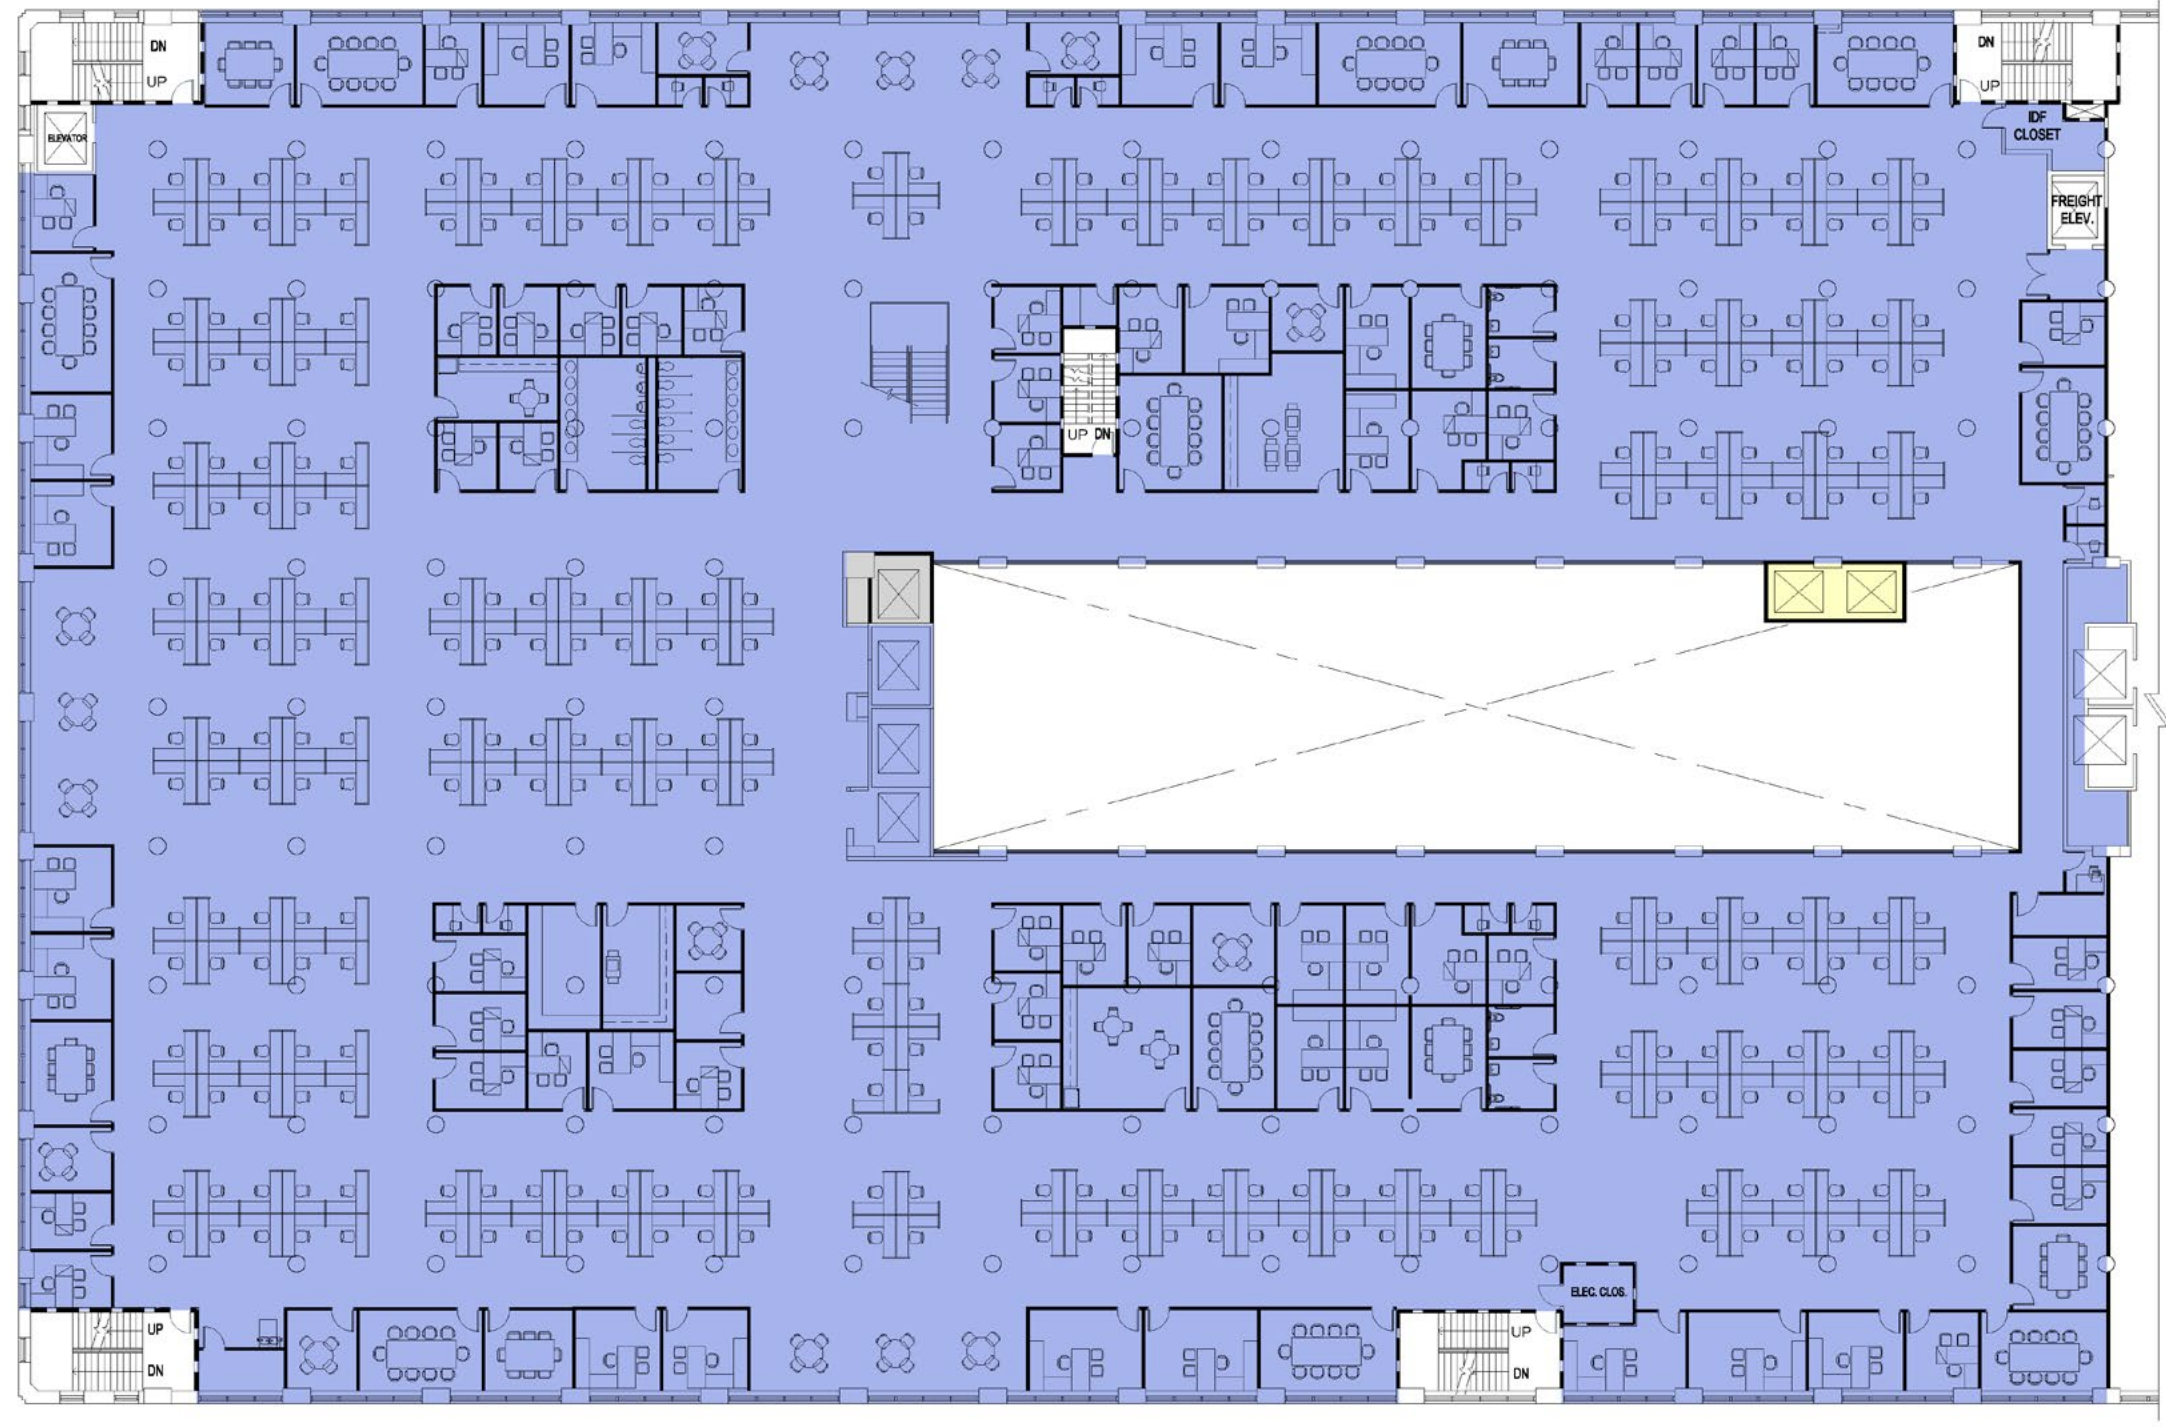 DN
UP
DN
UP
ELEVATOR
IDF
CLOSET
FREIGHT
ELEV.
UP DN
ELEC. CLOS.
UP
DN
UP
DN